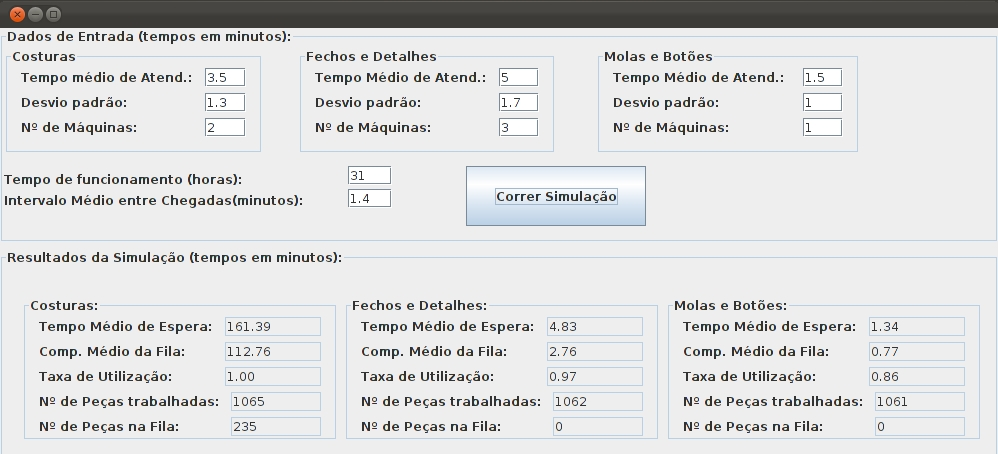 Dados de Entrada (tempos em minutos):
Costuras
Tempo médio de Atend.: 3.5
Desvio padrão: 1.3
Nº de Máquinas: 2
Fechos e Detalhes
Tempo Médio de Atend.: 5
Desvio padrão: 1.7
Nº de Máquinas: 3
Molas e Botões
Tempo Médio de Atend.: 1.5
Desvio padrão: 1
Nº de Máquinas: 1
Tempo de funcionamento (horas): 31
Intervalo Médio entre Chegadas(minutos): 1.4
Correr Simulação
Resultados da Simulação (tempos em minutos):
Costuras:
Tempo Médio de Espera: 161.39
Comp. Médio da Fila: 112.76
Taxa de Utilização: 1.00
Nº de Peças trabalhadas: 1065
Nº de Peças na Fila: 235
Fechos e Detalhes:
Tempo Médio de Espera: 4.83
Comp. Médio da Fila: 2.76
Taxa de Utilização: 0.97
Nº de Peças trabalhadas: 1062
Nº de Peças na Fila: 0
Molas e Botões:
Tempo Médio de Espera: 1.34
Comp. Médio da Fila: 0.77
Taxa de Utilização: 0.86
Nº de Peças trabalhadas: 1061
Nº de Peças na Fila: 0